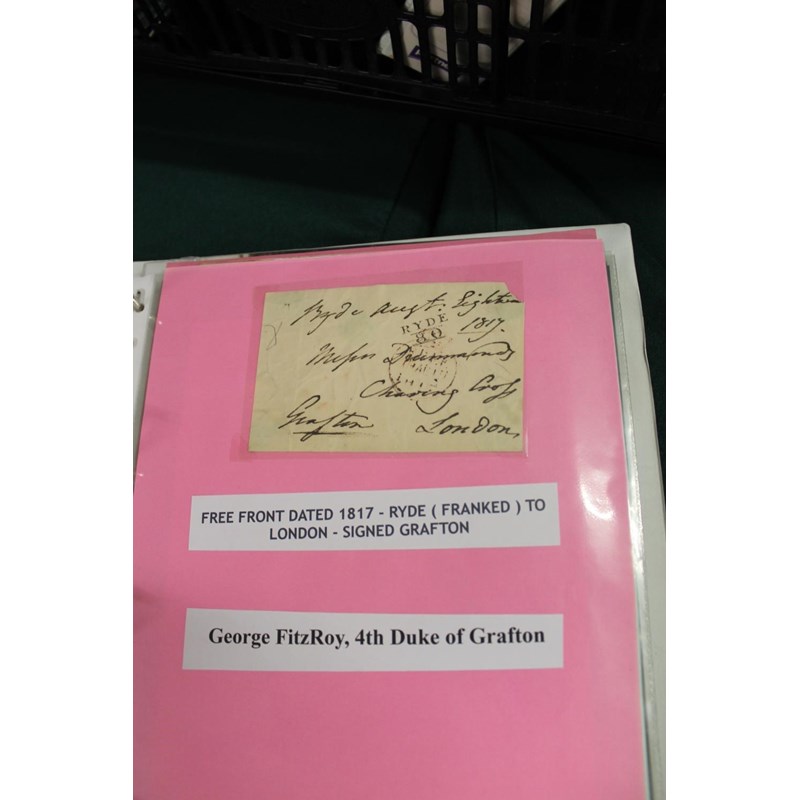 Ryde Augt. Eighteen
1817.
RYDE
80
Messrs Drummonds
Charing Cross
Grafton London,
FREE FRONT DATED 1817 - RYDE ( FRANKED ) TO
LONDON - SIGNED GRAFTON
George FitzRoy, 4th Duke of Grafton